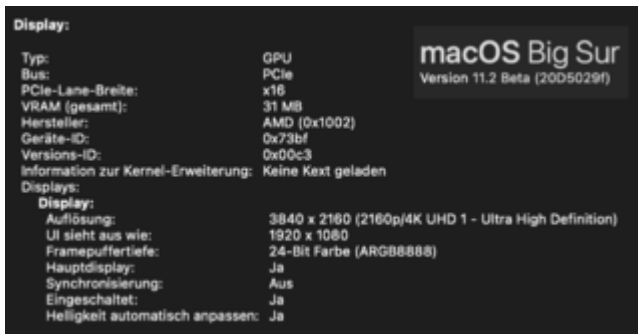 Display:
macOS Big Sur
Version 11.2 Beta (20D5029f)
Typ: GPU
Bus: PCIe
PCIe-Lane-Breite: x16
VRAM (gesamt): 31 MB
Hersteller: AMD (0x1002)
Geräte-ID: 0x73bf
Versions-ID: 0x00c3
Information zur Kernel-Erweiterung: Keine Kext geladen
Displays:
Display:
Auflösung: 3840 x 2160 (2160p/4K UHD 1 - Ultra High Definition)
UI sieht aus wie: 1920 x 1080
Framepuffertiefe: 24-Bit Farbe (ARGB8888)
Hauptdisplay: Ja
Synchronisierung: Aus
Eingeschaltet: Ja
Helligkeit automatisch anpassen: Ja